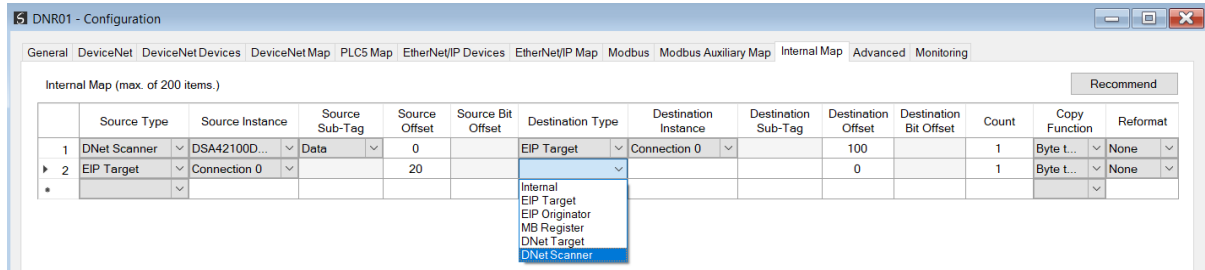 DNR01 - Configuration
General DeviceNet DeviceNet Devices DeviceNet Map PLC5 Map EtherNet/IP Devices EtherNet/IP Map Modbus Modbus Auxiliary Map Internal Map Advanced Monitoring
Internal Map (max. of 200 items.) Recommend
Source Type Source Instance Source Sub-Tag Source Offset Source Bit Offset Destination Type Destination Instance Destination Sub-Tag Destination Offset Destination Bit Offset Count Copy Function Reformat
1 DNet Scanner DSA42100D... Data 0 EIP Target Connection 0 100 1 Byte t... None
2 EIP Target Connection 0 20 0 1 Byte t... None
*
Internal
EIP Target
EIP Originator
MB Register
DNet Target
DNet Scanner